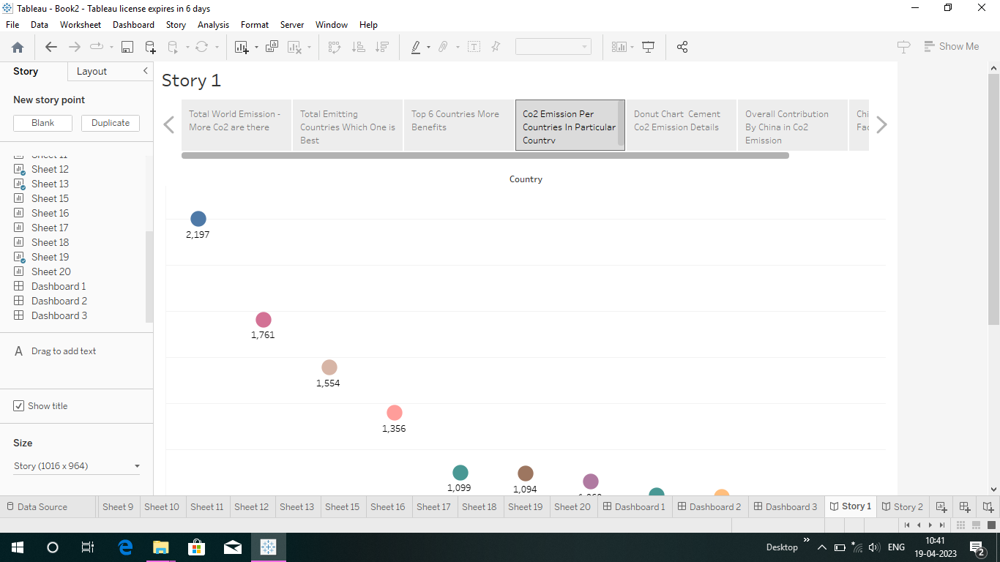 Tableau - Book2 - Tableau license expires in 6 days
File Data Worksheet Dashboard Story Analysis Format Server Window Help
Show Me
Story Layout
New story point
Blank Duplicate
Sheet 11
Sheet 12
Sheet 13
Sheet 15
Sheet 16
Sheet 17
Sheet 18
Sheet 19
Sheet 20
Dashboard 1
Dashboard 2
Dashboard 3
A Drag to add text
Show title
Size
Story (1016 x 964)
Story 1
Total World Emission -
More Co2 are there
Total Emitting
Countries Which One is
Best
Top 6 Countries More
Benefits
Co2 Emission Per
Countries In Particular
Country
Donut Chart Cement
Co2 Emission Details
Overall Contribution
By China in Co2
Emission
Chi
Fac
Country
2,197
1,761
1,554
1,356
1,099
1,094
Data Source Sheet 9 Sheet 10 Sheet 11 Sheet 12 Sheet 13 Sheet 15 Sheet 16 Sheet 17 Sheet 18 Sheet 19 Sheet 20 Dashboard 1 Dashboard 2 Dashboard 3 Story 1 Story 2
Desktop ENG 10:41
19-04-2023
2